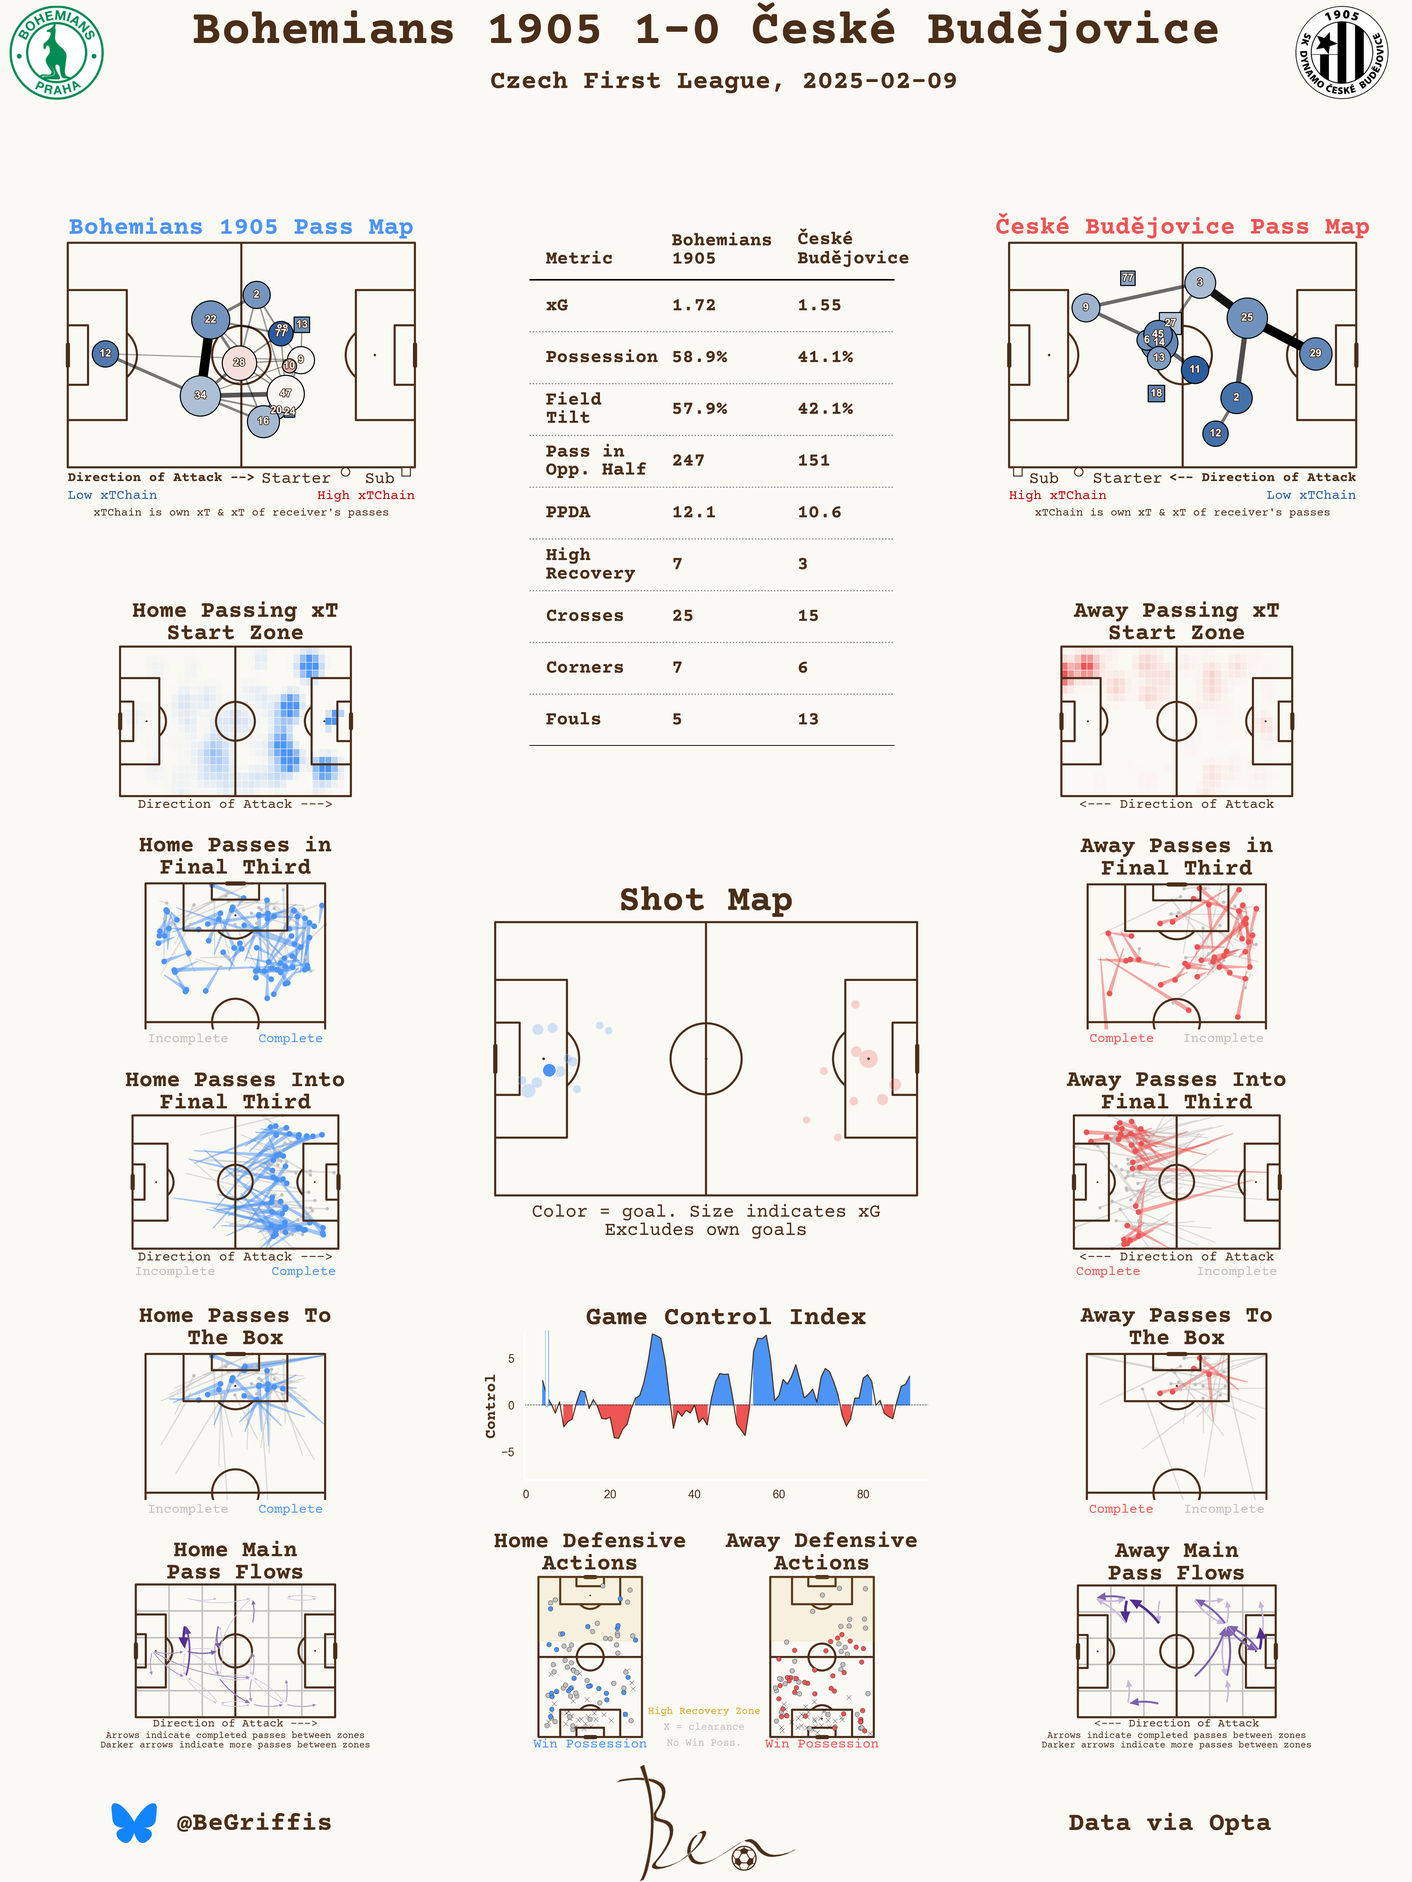 Bohemians 1905 1-0 České Budějovice
Czech First League, 2025-02-09
BOHEMIANS
PRAHA
1905
SK DYNAMO ČESKÉ BUDĚJOVICE
Bohemians 1905 Pass Map
2
22
77
13
12
28
10
9
34
47
20
24
16
Direction of Attack --> Starter Sub
Low xTChain High xTChain
xTChain is own xT & xT of receiver's passes
Metric Bohemians 1905 České Budějovice
xG 1.72 1.55
Possession 58.9% 41.1%
Field Tilt 57.9% 42.1%
Pass in Opp. Half 247 151
PPDA 12.1 10.6
High Recovery 7 3
Crosses 25 15
Corners 7 6
Fouls 5 13
České Budějovice Pass Map
77
3
9
27
25
45
6
14
13
29
11
18
2
12
Sub Starter <-- Direction of Attack
High xTChain Low xTChain
xTChain is own xT & xT of receiver's passes
Home Passing xT
Start Zone
Direction of Attack --->
Away Passing xT
Start Zone
<--- Direction of Attack
Home Passes in
Final Third
Incomplete Complete
Away Passes in
Final Third
Complete Incomplete
Shot Map
Color = goal. Size indicates xG
Excludes own goals
Home Passes Into
Final Third
Direction of Attack --->
Incomplete Complete
Away Passes Into
Final Third
<--- Direction of Attack
Complete Incomplete
Home Passes To
The Box
Incomplete Complete
Game Control Index
Control
5
0
−5
0 20 40 60 80
Away Passes To
The Box
Complete Incomplete
Home Main
Pass Flows
Direction of Attack --->
Arrows indicate completed passes between zones
Darker arrows indicate more passes between zones
Home Defensive
Actions
Win Possession
Away Defensive
Actions
Win Possession
High Recovery Zone
X = clearance
No Win Poss.
Away Main
Pass Flows
<--- Direction of Attack
Arrows indicate completed passes between zones
Darker arrows indicate more passes between zones
@BeGriffis
Ben
Data via Opta